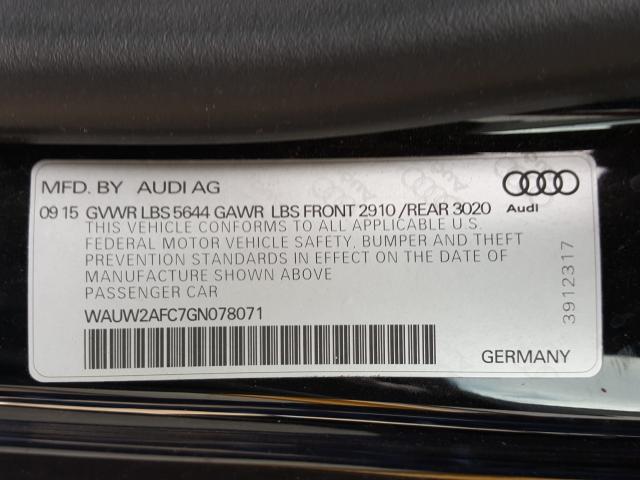 MFD. BY AUDI AG
09 15 GVWR LBS 5644 GAWR LBS FRONT 2910 /REAR 3020
Audi
THIS VEHICLE CONFORMS TO ALL APPLICABLE U.S.
FEDERAL MOTOR VEHICLE SAFETY, BUMPER AND THEFT
PREVENTION STANDARDS IN EFFECT ON THE DATE OF
MANUFACTURE SHOWN ABOVE
PASSENGER CAR
WAUW2AFC7GN078071
3912317
GERMANY